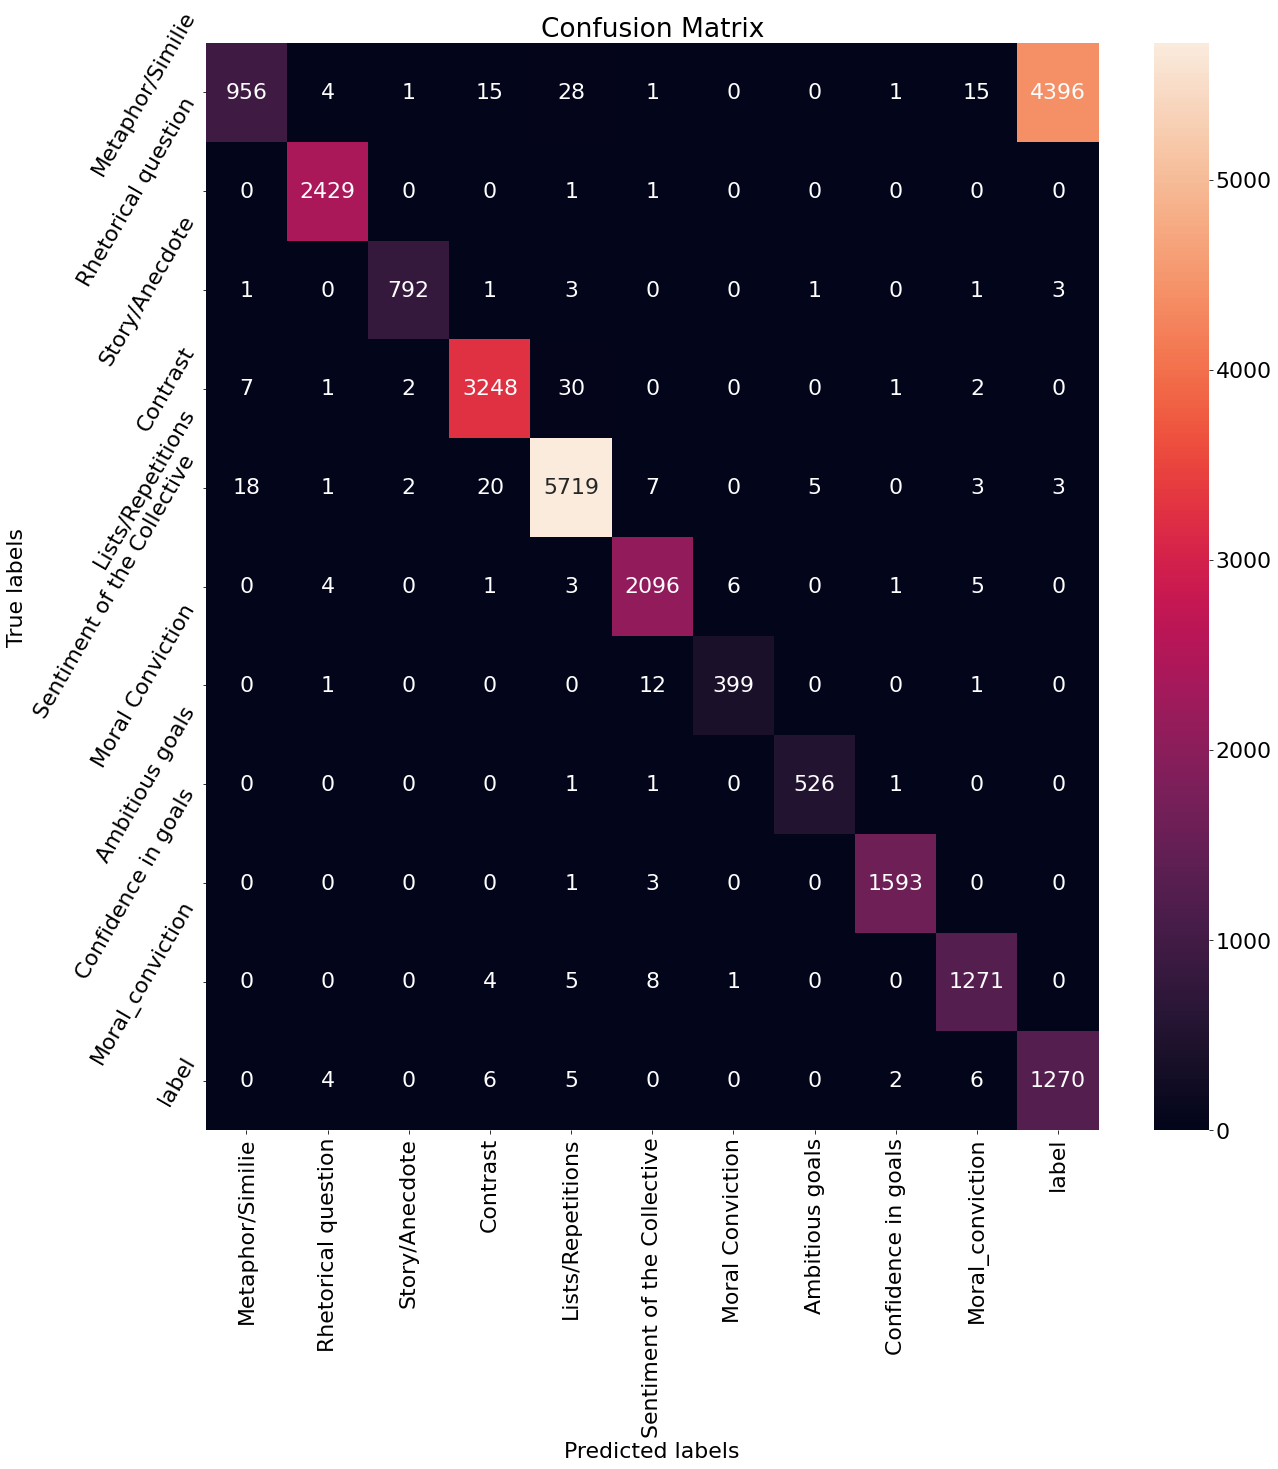 Confusion Matrix
True labels
Metaphor/Similie 956 4 1 15 28 1 0 0 1 15 4396
Rhetorical question 0 2429 0 0 1 1 0 0 0 0 0
Story/Anecdote 1 0 792 1 3 0 0 1 0 1 3
Contrast 7 1 2 3248 30 0 0 0 1 2 0
Lists/Repetitions 18 1 2 20 5719 7 0 5 0 3 3
Sentiment of the Collective 0 4 0 1 3 2096 6 0 1 5 0
Moral Conviction 0 1 0 0 0 12 399 0 0 1 0
Ambitious goals 0 0 0 0 1 1 0 526 1 0 0
Confidence in goals 0 0 0 0 1 3 0 0 1593 0 0
Moral_conviction 0 0 0 4 5 8 1 0 0 1271 0
label 0 4 0 6 5 0 0 0 2 6 1270
Metaphor/Similie
Rhetorical question
Story/Anecdote
Contrast
Lists/Repetitions
Sentiment of the Collective
Moral Conviction
Ambitious goals
Confidence in goals
Moral_conviction
label
Predicted labels
5000
4000
3000
2000
1000
0